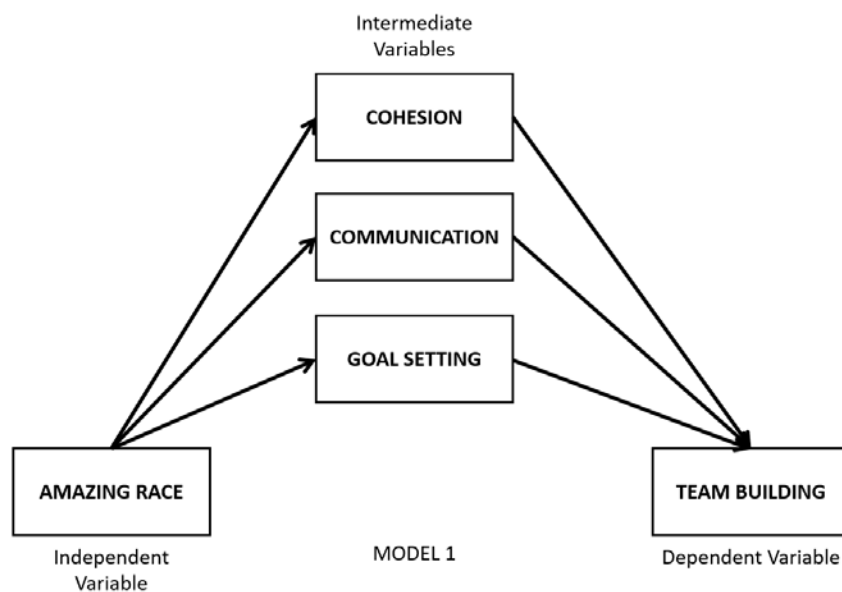 Intermediate
Variables
COHESION
COMMUNICATION
GOAL SETTING
AMAZING RACE
TEAM BUILDING
Independent
Variable
MODEL 1
Dependent Variable